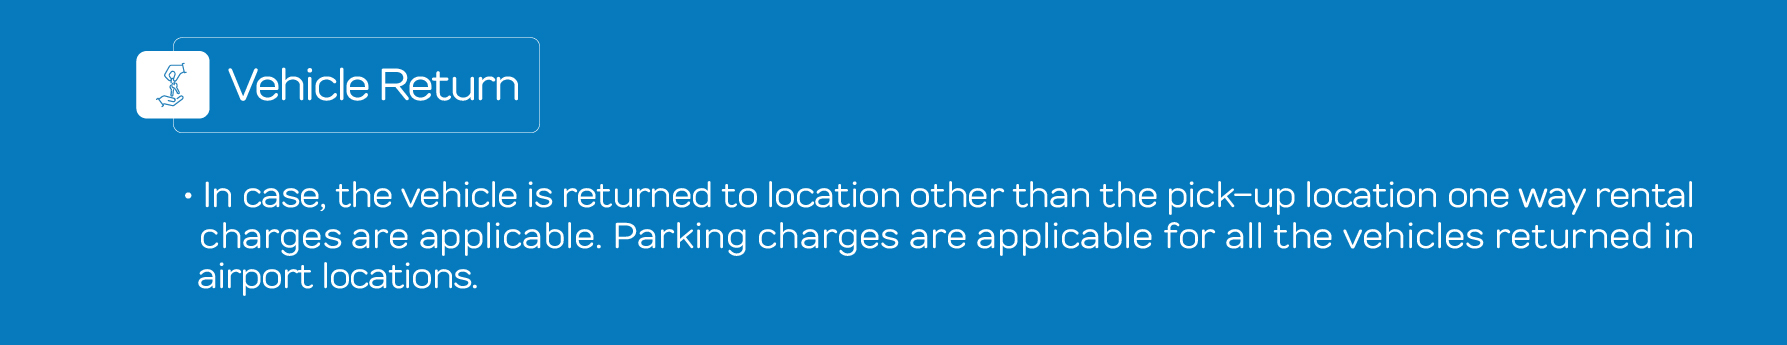 Vehicle Return
• In case, the vehicle is returned to location other than the pick-up location one way rental
charges are applicable. Parking charges are applicable for all the vehicles returned in
airport locations.